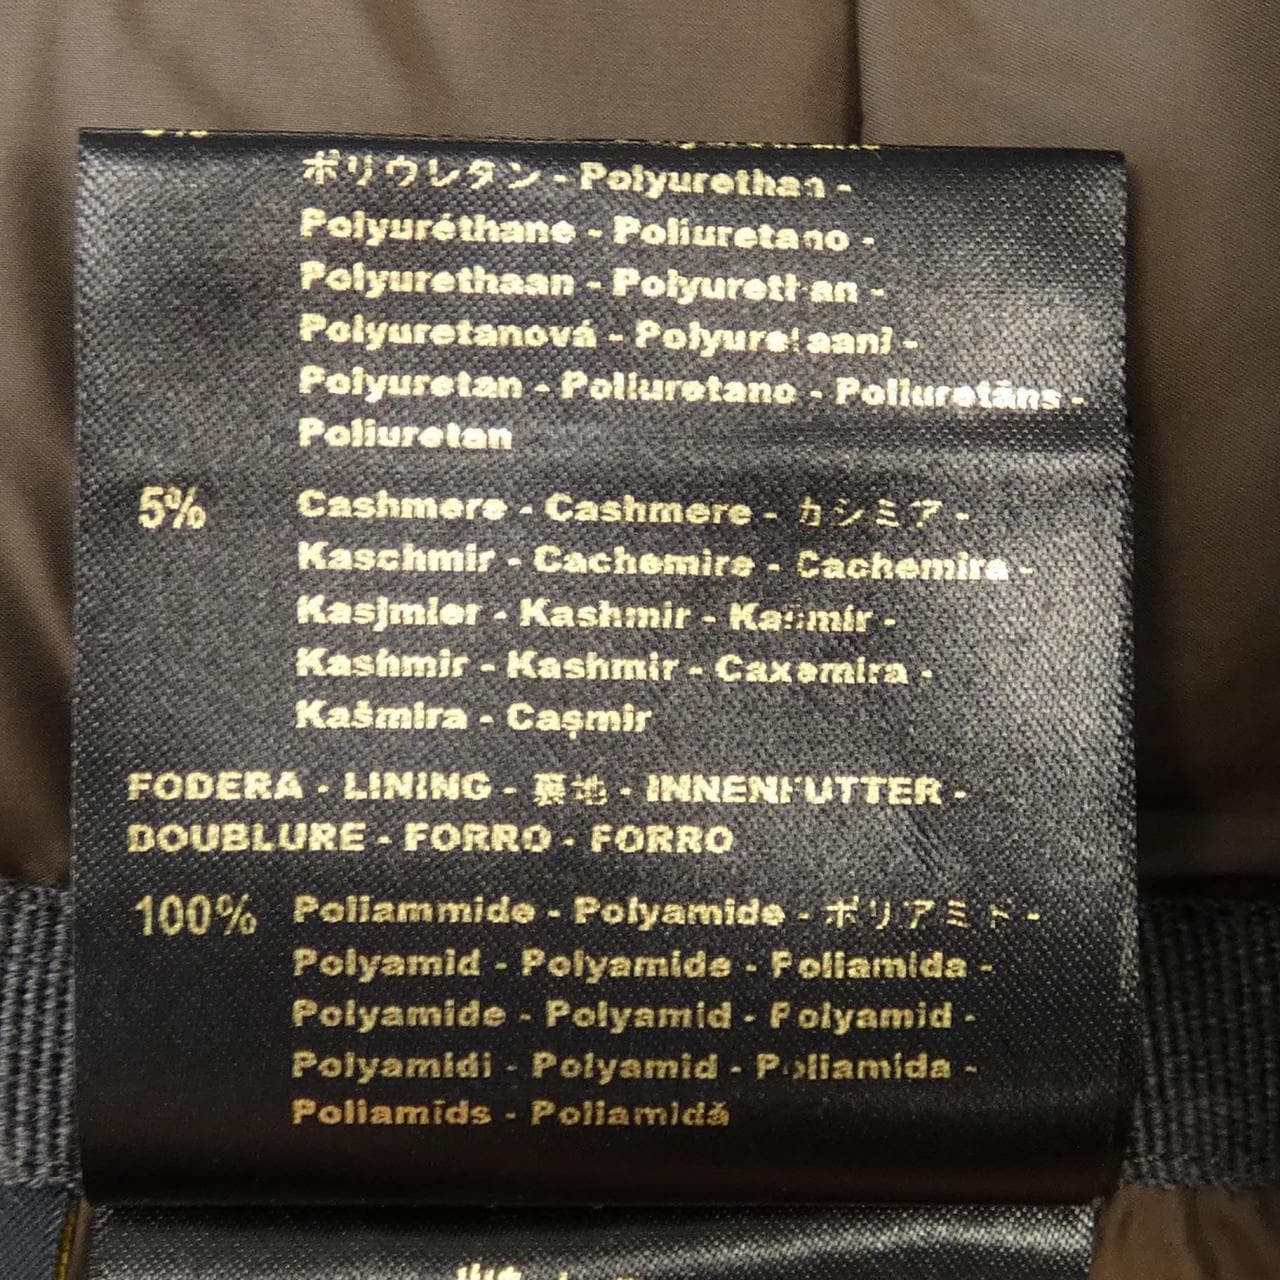 ポリウレタン - Polyurethan -
Polyuréthane - Poliuretano -
Polyurethaan - Polyurethan -
Polyuretanová - Polyuretaani -
Polyuretan - Poliuretano - Poliuretāns -
Poliuretan
5% Cashmere - Cashmere - カシミア -
Kaschmir - Cachemire - Cachemira -
Kasjmier - Kashmir - Kašmír -
Kashmir - Kashmir - Caxemira -
Kašmira - Caşmir
FODERA - LINING - 裏地 - INNENFUTTER -
DOUBLURE - FORRO - FORRO
100% Poliammide - Polyamide - ポリアミド -
Polyamid - Polyamide - Poliamida -
Polyamide - Polyamid - Polyamid -
Polyamidi - Polyamid - Poliamida -
Poliamīds - Poliamidă